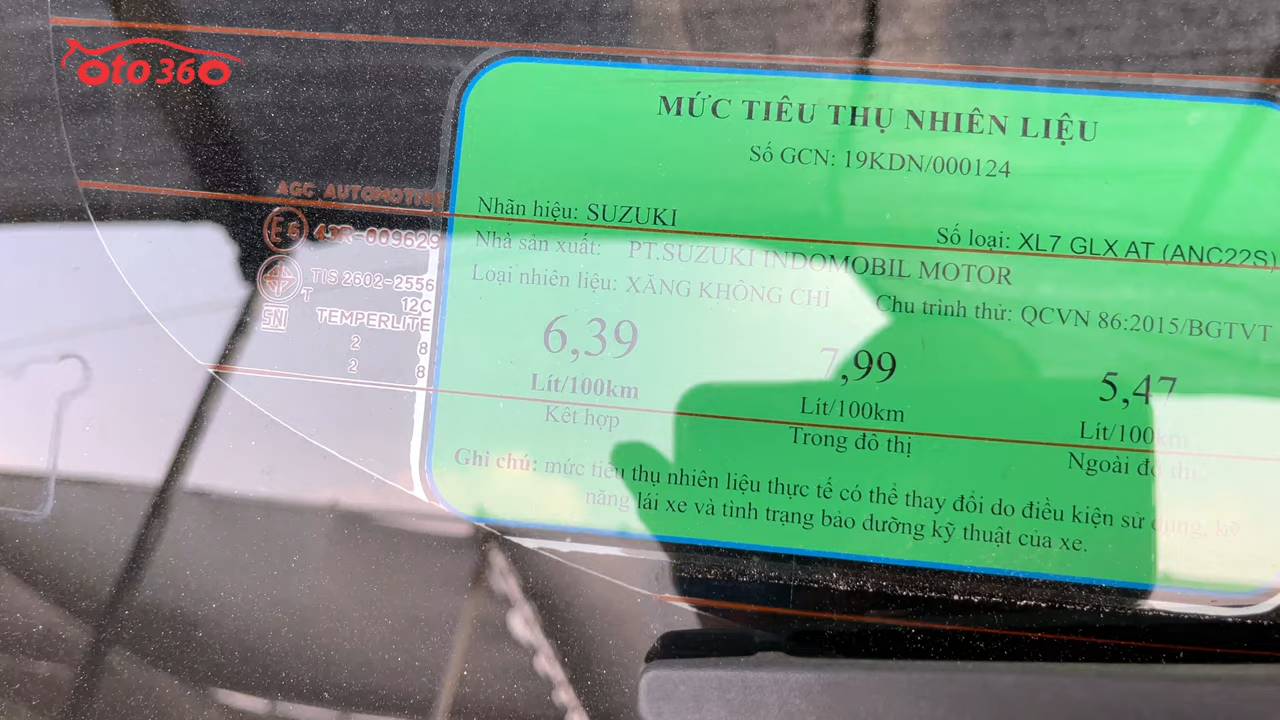 oto360
MỨC TIÊU THỤ NHIÊN LIỆU
Số GCN: 19KDN/000124
Nhãn hiệu: SUZUKI
Số loại: XL7 GLX AT (ANC22S)
Nhà sản xuất: PT.SUZUKI INDOMOBIL MOTOR
Loại nhiên liệu: XĂNG KHÔNG CHÌ
Chu trình thử: QCVN 86:2015/BGTVT
6,39
Lít/100km
Kết hợp
7,99
Lít/100km
Trong đô thị
5,47
Lít/100km
Ngoài đô thị
Ghi chú: mức tiêu thụ nhiên liệu thực tế có thể thay đổi do điều kiện sử dụng, kỹ
năng lái xe và tình trạng bảo dưỡng kỹ thuật của xe.
AGC AUTOMOTIVE
E6 43R-009629
TIS 2602-2556
T 12C
SNI TEMPERLITE
2 8
2 8